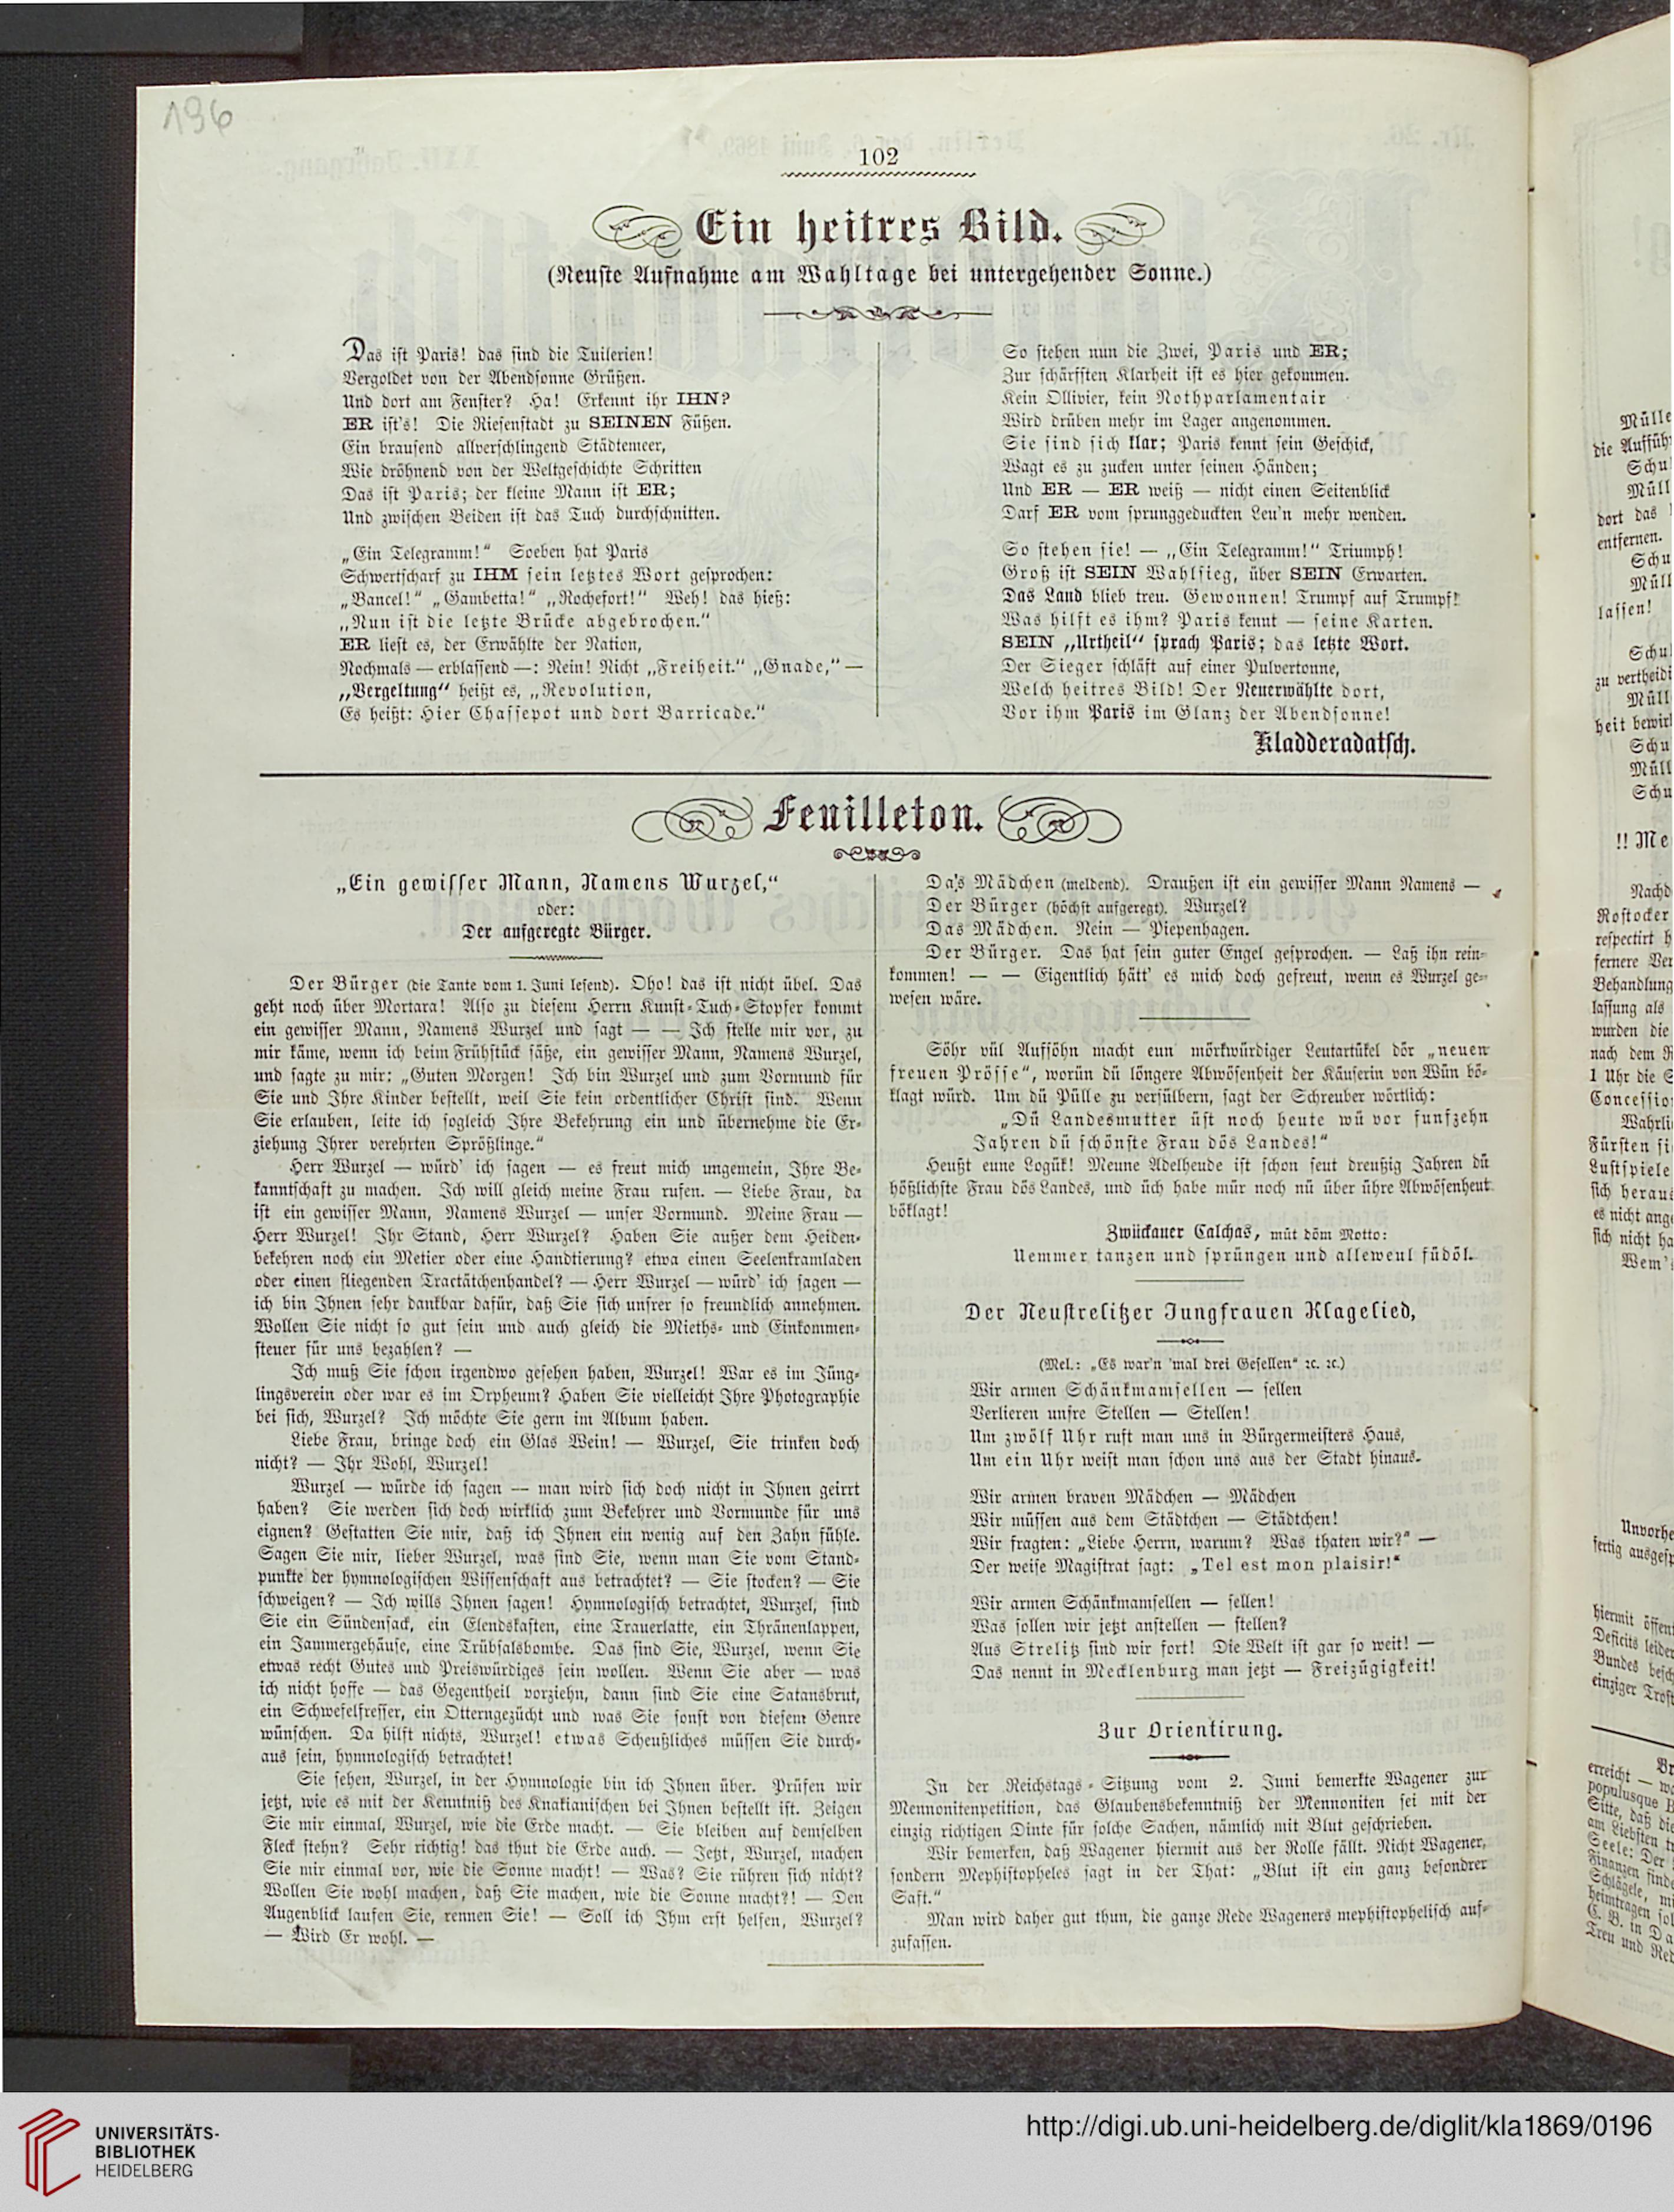 196
102
Ein heitres Bild.
(Neuste Aufnahme am Wahltage bei untergehender Sonne.)
Das ist Paris! das sind die Tuilerien!
Vergoldet von der Abendsonne Grüßen.
Und dort am Fenster? Ha! Erkennt ihr IHN?
ER ist's! Die Riesenstadt zu SEINEN Füßen.
Ein brausend allverschlingend Städtemeer,
Wie dröhnend von der Weltgeschichte Schritten
Das ist Paris; der kleine Mann ist ER;
Und zwischen Beiden ist das Tuch durchschnitten.
„Ein Telegramm!“ Soeben hat Paris
Schwertscharf zu IHM sein letztes Wort gesprochen:
„Bancel!“ „Gambetta!“ „Rochefort!“ Weh! das hieß:
„Nun ist die letzte Brücke abgebrochen.“
ER liest es, der Erwählte der Nation,
Nochmals — erblassend —: Nein! Nicht „Freiheit.“ „Gnade,“ —
„Vergeltung“ heißt es, „Revolution,
Es heißt: Hier Chassepot und dort Barricade.“
So stehen nun die Zwei, Paris und ER;
Zur schärfsten Klarheit ist es hier gekommen.
Kein Ollivier, kein Nothparlamentair
Wird drüben mehr im Lager angenommen.
Sie sind sich klar; Paris kennt sein Geschick,
Wagt es zu zucken unter seinen Händen;
Und ER — ER weiß — nicht einen Seitenblick
Darf ER vom sprunggeduckten Leu'n mehr wenden.
So stehen sie! — „Ein Telegramm!“ Triumph!
Groß ist SEIN Wahlsieg, über SEIN Erwarten.
Das Land blieb treu. Gewonnen! Trumpf auf Trumpf!
Was hilft es ihm? Paris kennt — seine Karten.
SEIN „Urtheil“ sprach Paris; das letzte Wort.
Der Sieger schläft auf einer Pulvertonne,
Welch heitres Bild! Der Neuerwählte dort,
Vor ihm Paris im Glanz der Abendsonne!
Kladderadatsch.
Feuilleton.
„Ein gewisser Mann, Namens Wurzel,“
oder:
Der aufgeregte Bürger.
Der Bürger (die Tante vom 1. Juni lesend). Oho! das ist nicht übel. Das
geht noch über Mortara! Also zu diesem Herrn Kunst-Tuch-Stopfer kommt
ein gewisser Mann, Namens Wurzel und sagt — — Ich stelle mir vor, zu
mir käme, wenn ich beim Frühstück säße, ein gewisser Mann, Namens Wurzel,
und sagte zu mir: „Guten Morgen! Ich bin Wurzel und zum Vormund für
Sie und Ihre Kinder bestellt, weil Sie kein ordentlicher Christ sind. Wenn
Sie erlauben, leite ich sogleich Ihre Bekehrung ein und übernehme die Er-
ziehung Ihrer verehrten Sprößlinge.“
Herr Wurzel — würd' ich sagen — es freut mich ungemein, Ihre Be-
kanntschaft zu machen. Ich will gleich meine Frau rufen. — Liebe Frau, da
ist ein gewisser Mann, Namens Wurzel — unser Vormund. Meine Frau —
Herr Wurzel! Ihr Stand, Herr Wurzel? Haben Sie außer dem Heiden-
bekehren noch ein Metier oder eine Handtierung? etwa einen Seelenkramladen
oder einen fliegenden Tractätchenhandel? — Herr Wurzel — würd' ich sagen —
ich bin Ihnen sehr dankbar dafür, daß Sie sich unsrer so freundlich annehmen.
Wollen Sie nicht so gut sein und auch gleich die Mieths- und Einkommen-
steuer für uns bezahlen? —
Ich muß Sie schon irgendwo gesehen haben, Wurzel! War es im Jüng-
lingsverein oder war es im Orpheum? Haben Sie vielleicht Ihre Photographie
bei sich, Wurzel? Ich möchte Sie gern im Album haben.
Liebe Frau, bringe doch ein Glas Wein! — Wurzel, Sie trinken doch
nicht? — Ihr Wohl, Wurzel!
Wurzel — würde ich sagen — man wird sich doch nicht in Ihnen geirrt
haben? Sie werden sich doch wirklich zum Bekehrer und Vormunde für uns
eignen? Gestatten Sie mir, daß ich Ihnen ein wenig auf den Zahn fühle.
Sagen Sie mir, lieber Wurzel, was sind Sie, wenn man Sie vom Stand-
punkte der hymnologischen Wissenschaft aus betrachtet? — Sie stocken? — Sie
schweigen? — Ich wills Ihnen sagen! Hymnologisch betrachtet, Wurzel, sind
Sie ein Sündensack, ein Elendskasten, eine Trauerlatte, ein Thränenlappen,
ein Jammergehäuse, eine Trübsalsbombe. Das sind Sie, Wurzel, wenn Sie
etwas recht Gutes und Preiswürdiges sein wollen. Wenn Sie aber — was
ich nicht hoffe — das Gegentheil vorziehn, dann sind Sie eine Satansbrut,
ein Schwefelfresser, ein Otterngezücht und was Sie sonst von diesem Genre
wünschen. Da hilft nichts, Wurzel! etwas Scheußliches müssen Sie durch-
aus sein, hymnologisch betrachtet!
Sie sehen, Wurzel, in der Hymnologie bin ich Ihnen über. Prüfen wir
jetzt, wie es mit der Kenntniß des Knakianischen bei Ihnen bestellt ist. Zeigen
Sie mir einmal, Wurzel, wie die Erde macht. — Sie bleiben auf demselben
Fleck stehn? Sehr richtig! das thut die Erde auch. — Jetzt, Wurzel, machen
Sie mir einmal vor, wie die Sonne macht! — Was? Sie rühren sich nicht?
Wollen Sie wohl machen, daß Sie machen, wie die Sonne macht?! — Den
Augenblick laufen Sie, rennen Sie! — Soll ich Ihm erst helfen, Wurzel?
— Wird Er wohl. —
Das Mädchen (meldend). Draußen ist ein gewisser Mann Namens —
Der Bürger (höchst aufgeregt). Wurzel?
Das Mädchen. Nein — Piepenhagen.
Der Bürger. Das hat sein guter Engel gesprochen. — Laß ihn rein-
kommen! — — Eigentlich hätt' es mich doch gefreut, wenn es Wurzel ge-
wesen wäre.
Söhr vül Aufsöhn macht eun mörkwürdiger Leutartükel dör „neuen
freuen Prösse“, worün dü löngere Abwösenheit der Käuserin von Wün bö-
klagt würd. Um dü Pülle zu versülbern, sagt der Schreuber wörtlich:
„Dü Landesmutter üst noch heute wü vor funfzehn
Jahren dü schönste Frau dös Landes!“
Heußt eune Logük! Meune Adelheude ist schon seut dreußig Jahren dü
hößlichste Frau dös Landes, und üch habe mür noch nü über ühre Abwösenheut
böklagt!
Zwückauer Calchas, müt döm Motto:
Uemmer tanzen und sprüngen und alleweul füdöl.
Der Neustrelitzer Jungfrauen Klagelied,
(Mel.: „Es war'n 'mal drei Gesellen“ ꝛc. ꝛc.)
Wir armen Schänkmamsellen — sellen
Verlieren unsre Stellen — Stellen!
Um zwölf Uhr ruft man uns in Bürgermeisters Haus,
Um ein Uhr weist man schon uns aus der Stadt hinaus.
Wir armen braven Mädchen — Mädchen
Wir müssen aus dem Städtchen — Städtchen!
Wir fragten: „Liebe Herrn, warum? Was thaten wir?“ —
Der weise Magistrat sagt: „Tel est mon plaisir!“
Wir armen Schänkmamsellen — sellen!
Was sollen wir jetzt anstellen — stellen?
Aus Strelitz sind wir fort! Die Welt ist gar so weit! —
Das nennt in Mecklenburg man jetzt — Freizügigkeit!
Zur Orientirung.
In der Reichstags-Sitzung vom 2. Juni bemerkte Wagener zur
Mennonitenpetition, das Glaubensbekenntniß der Mennoniten sei mit der
einzig richtigen Dinte für solche Sachen, nämlich mit Blut geschrieben.
Wir bemerken, daß Wagener hiermit aus der Rolle fällt. Nicht Wagener,
sondern Mephistopheles sagt in der That: „Blut ist ein ganz besondrer
Saft.“
Man wird daher gut thun, die ganze Rede Wageners mephistophelisch auf-
zufassen.
UNIVERSITÄTS-
BIBLIOTHEK
HEIDELBERG
http://digi.ub.uni-heidelberg.de/diglit/kla1869/0196